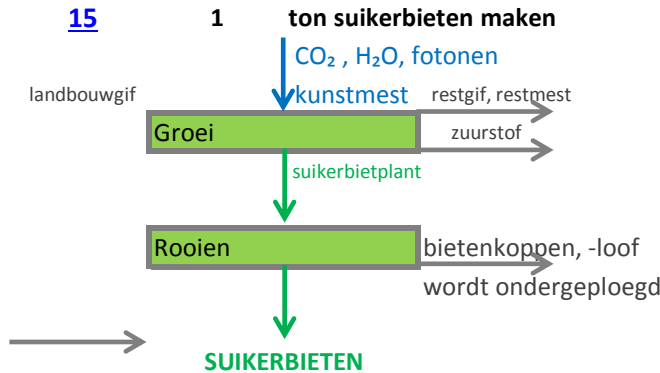 15 1 ton suikerbieten maken
CO₂ , H₂O, fotonen
kunstmest
landbouwgif
restgif, restmest
Groei
zuurstof
suikerbietplant
Rooien
bietenkoppen, -loof
wordt ondergeploegd
SUIKERBIETEN